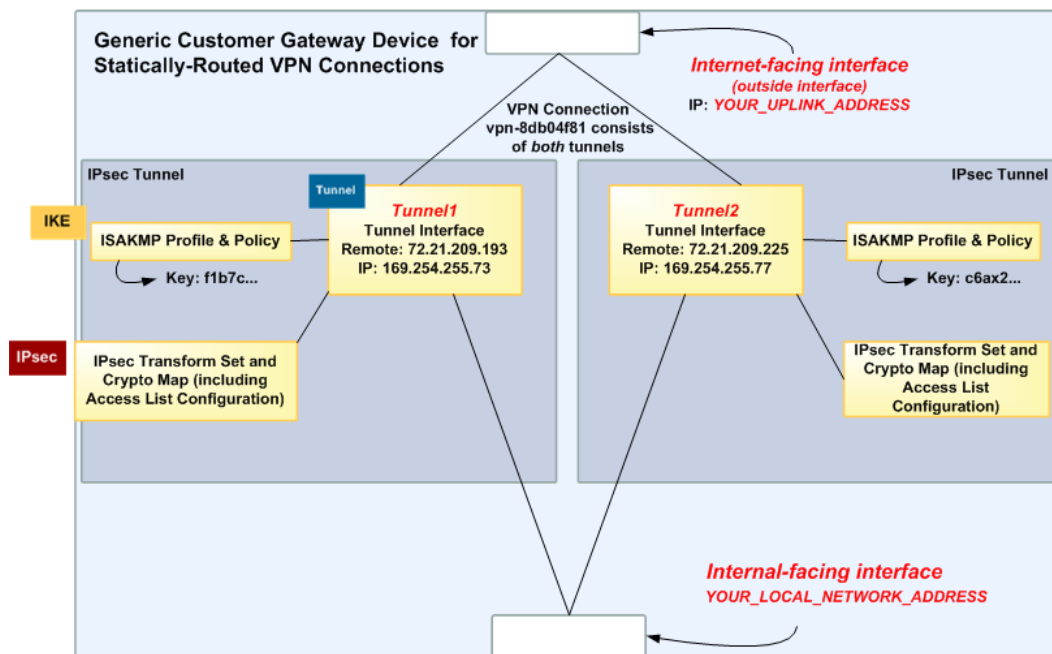 Generic Customer Gateway Device for
Statically-Routed VPN Connections
Internet-facing interface
(outside interface)
IP: YOUR_UPLINK_ADDRESS
VPN Connection
vpn-8db04f81 consists
of both tunnels
IPsec Tunnel
IPsec Tunnel
Tunnel
IKE
Tunnel1
Tunnel Interface
Remote: 72.21.209.193
IP: 169.254.255.73
Tunnel2
Tunnel Interface
Remote: 72.21.209.225
IP: 169.254.255.77
ISAKMP Profile & Policy
Key: f1b7c...
ISAKMP Profile & Policy
Key: c6ax2...
IPsec
IPsec Transform Set and
Crypto Map (including
Access List Configuration)
IPsec Transform Set and
Crypto Map (including
Access List
Configuration)
Internal-facing interface
YOUR_LOCAL_NETWORK_ADDRESS